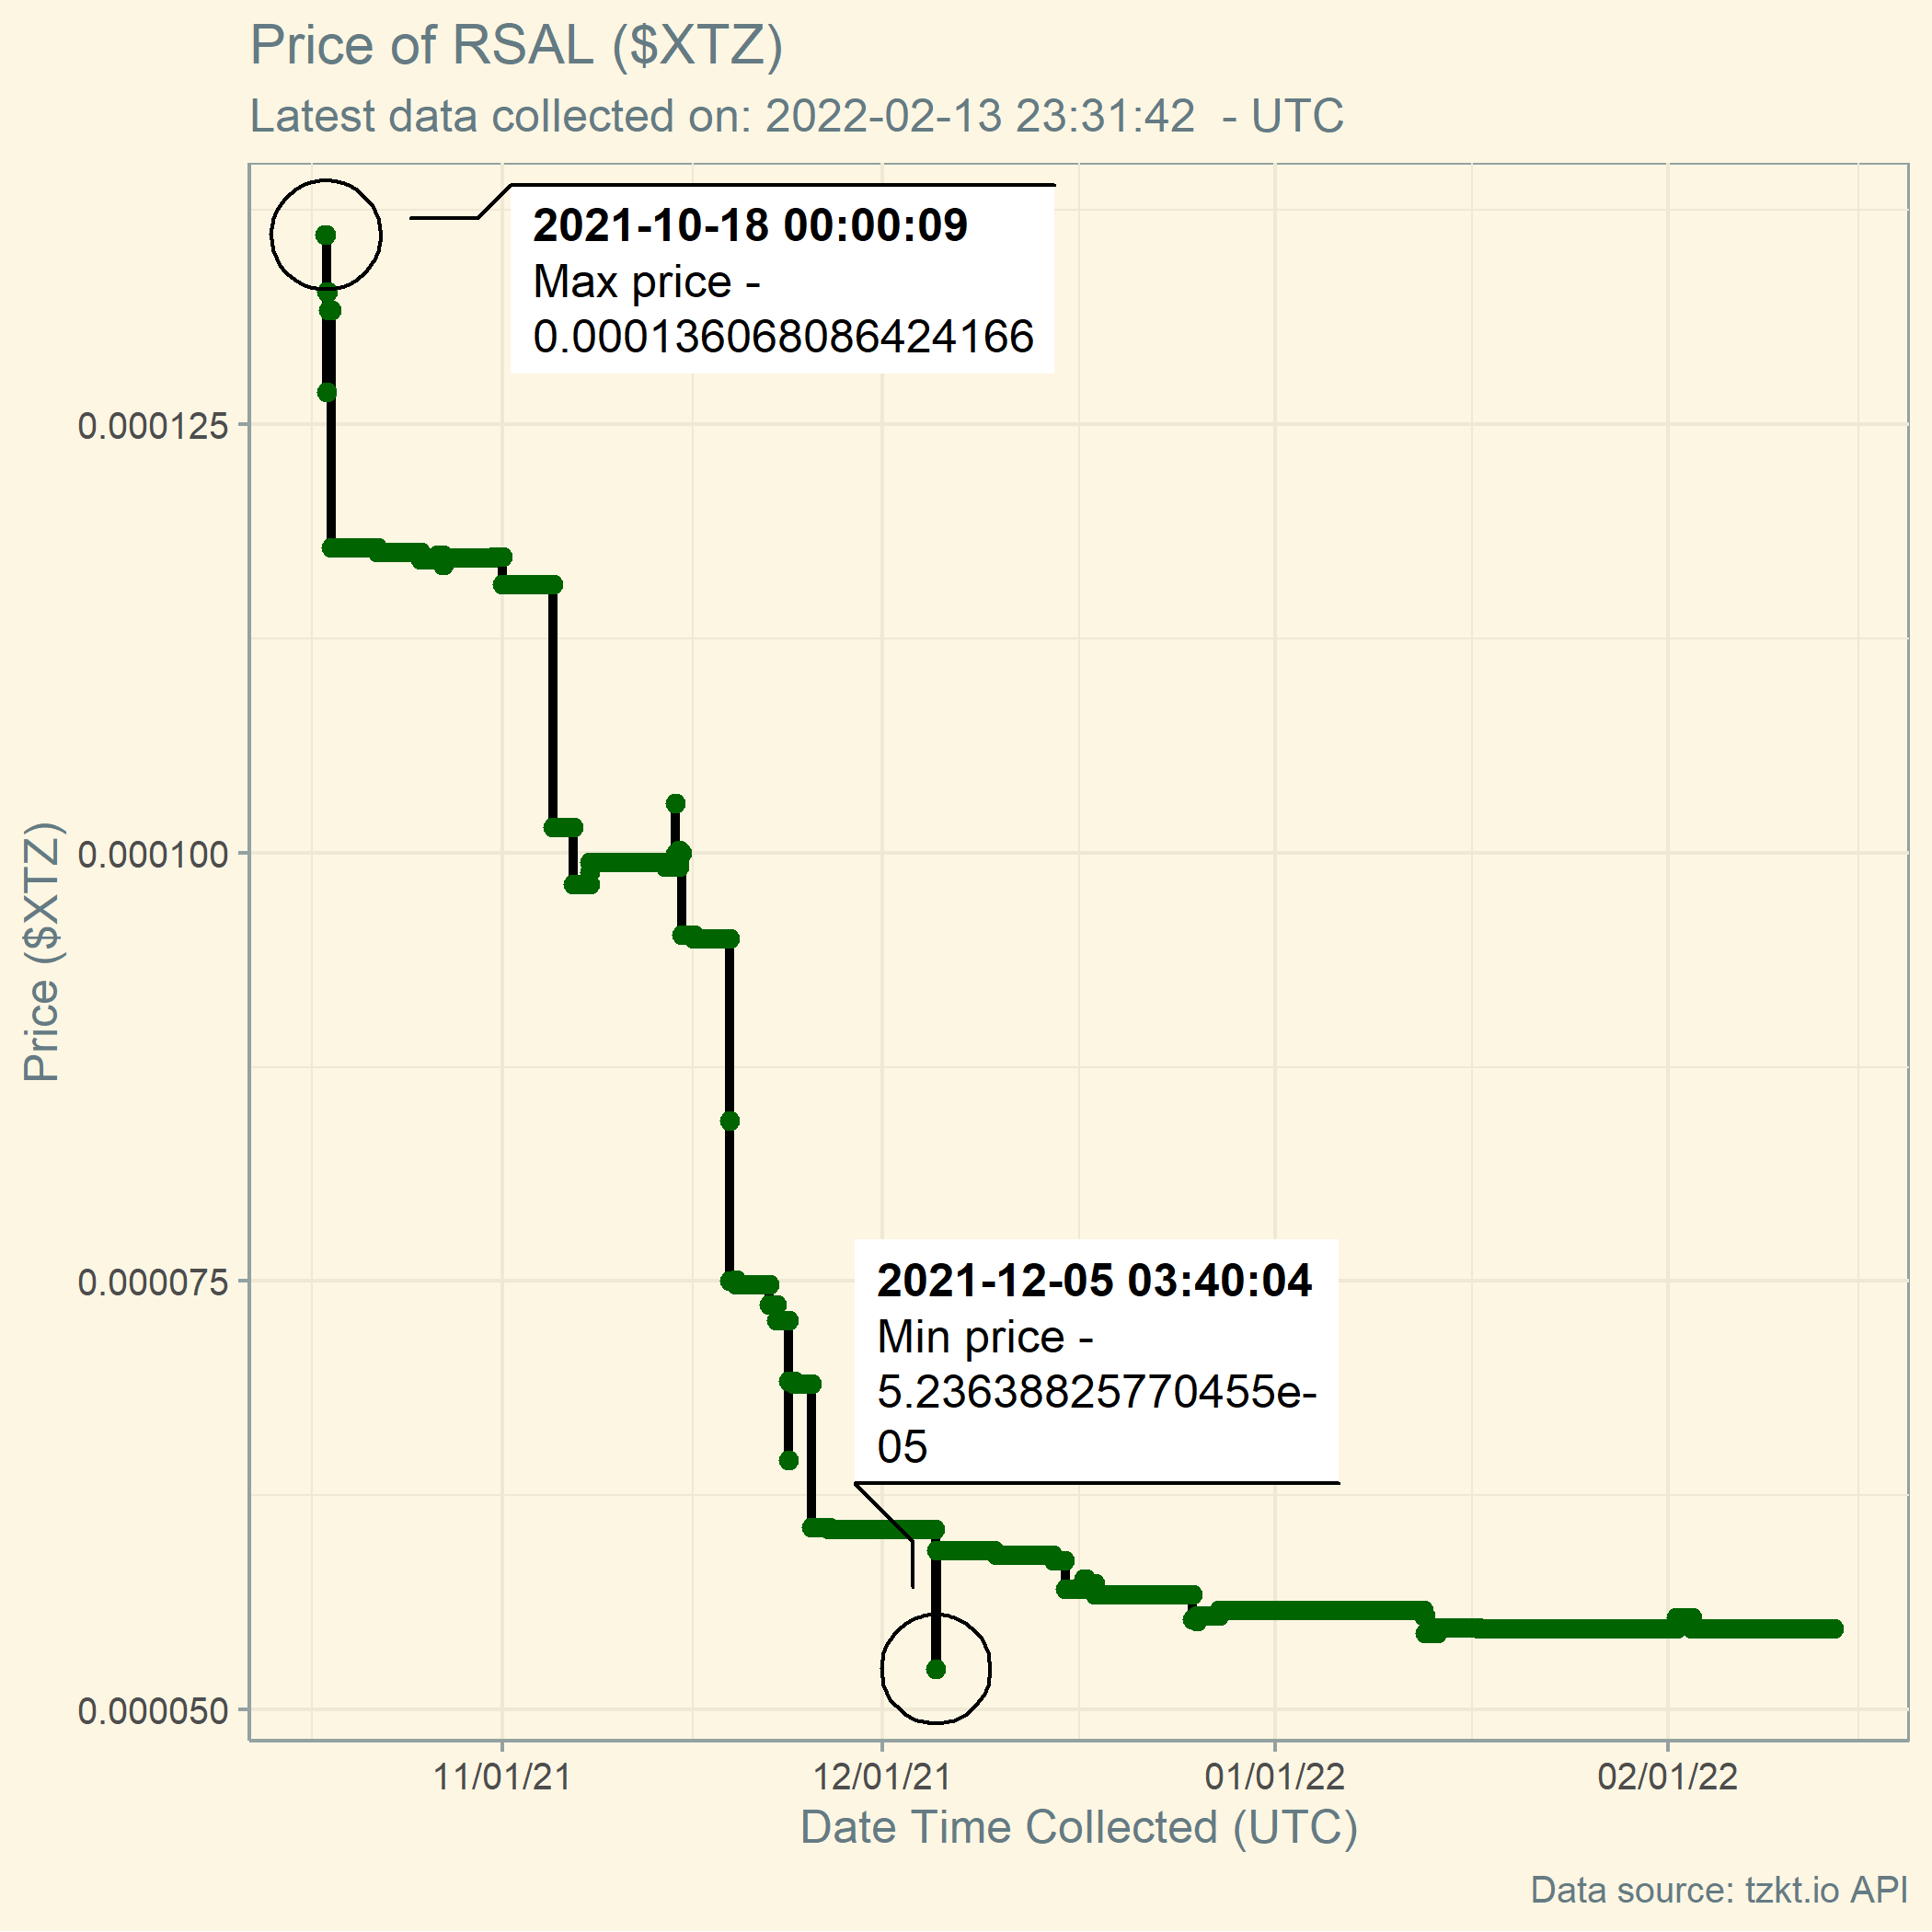 Price of RSAL ($XTZ)
Latest data collected on: 2022-02-13 23:31:42  - UTC
2021-10-18 00:00:09
Max price -
0.000136068086424166
0.000125
0.000100
0.000075
0.000050
Price ($XTZ)
2021-12-05 03:40:04
Min price -
5.23638825770455e-
05
11/01/21
12/01/21
01/01/22
02/01/22
Date Time Collected (UTC)
Data source: tzkt.io API